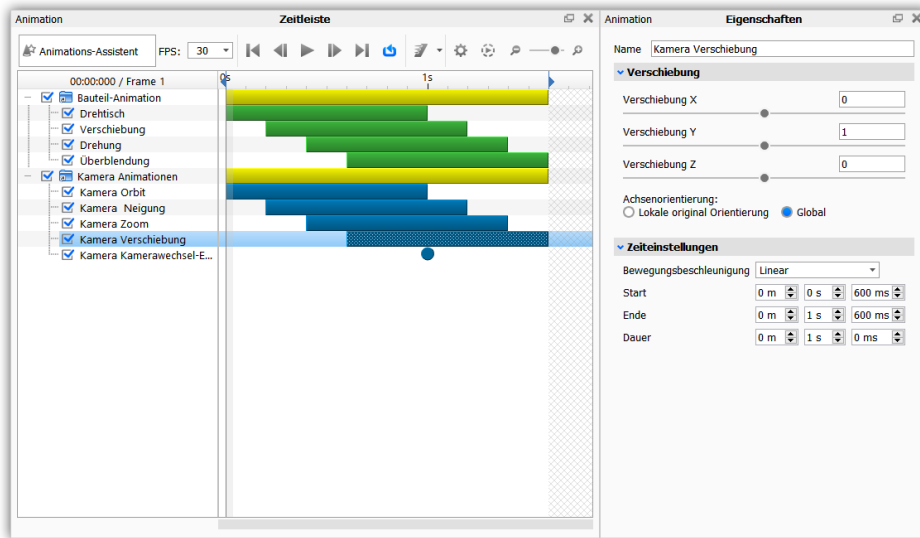 Animation Zeitleiste
Animations-Assistent FPS: 30
00:00:000 / Frame 1 0s 1s
Bauteil-Animation
Drehtisch
Verschiebung
Drehung
Überblendung
Kamera Animationen
Kamera Orbit
Kamera  Neigung
Kamera Zoom
Kamera Verschiebung
Kamera Kamerawechsel-E...
Animation Eigenschaften
Name Kamera Verschiebung
Verschiebung
Verschiebung X 0
Verschiebung Y 1
Verschiebung Z 0
Achsenorientierung:
Lokale original Orientierung Global
Zeiteinstellungen
Bewegungsbeschleunigung Linear
Start 0 m 0 s 600 ms
Ende 0 m 1 s 600 ms
Dauer 0 m 1 s 0 ms